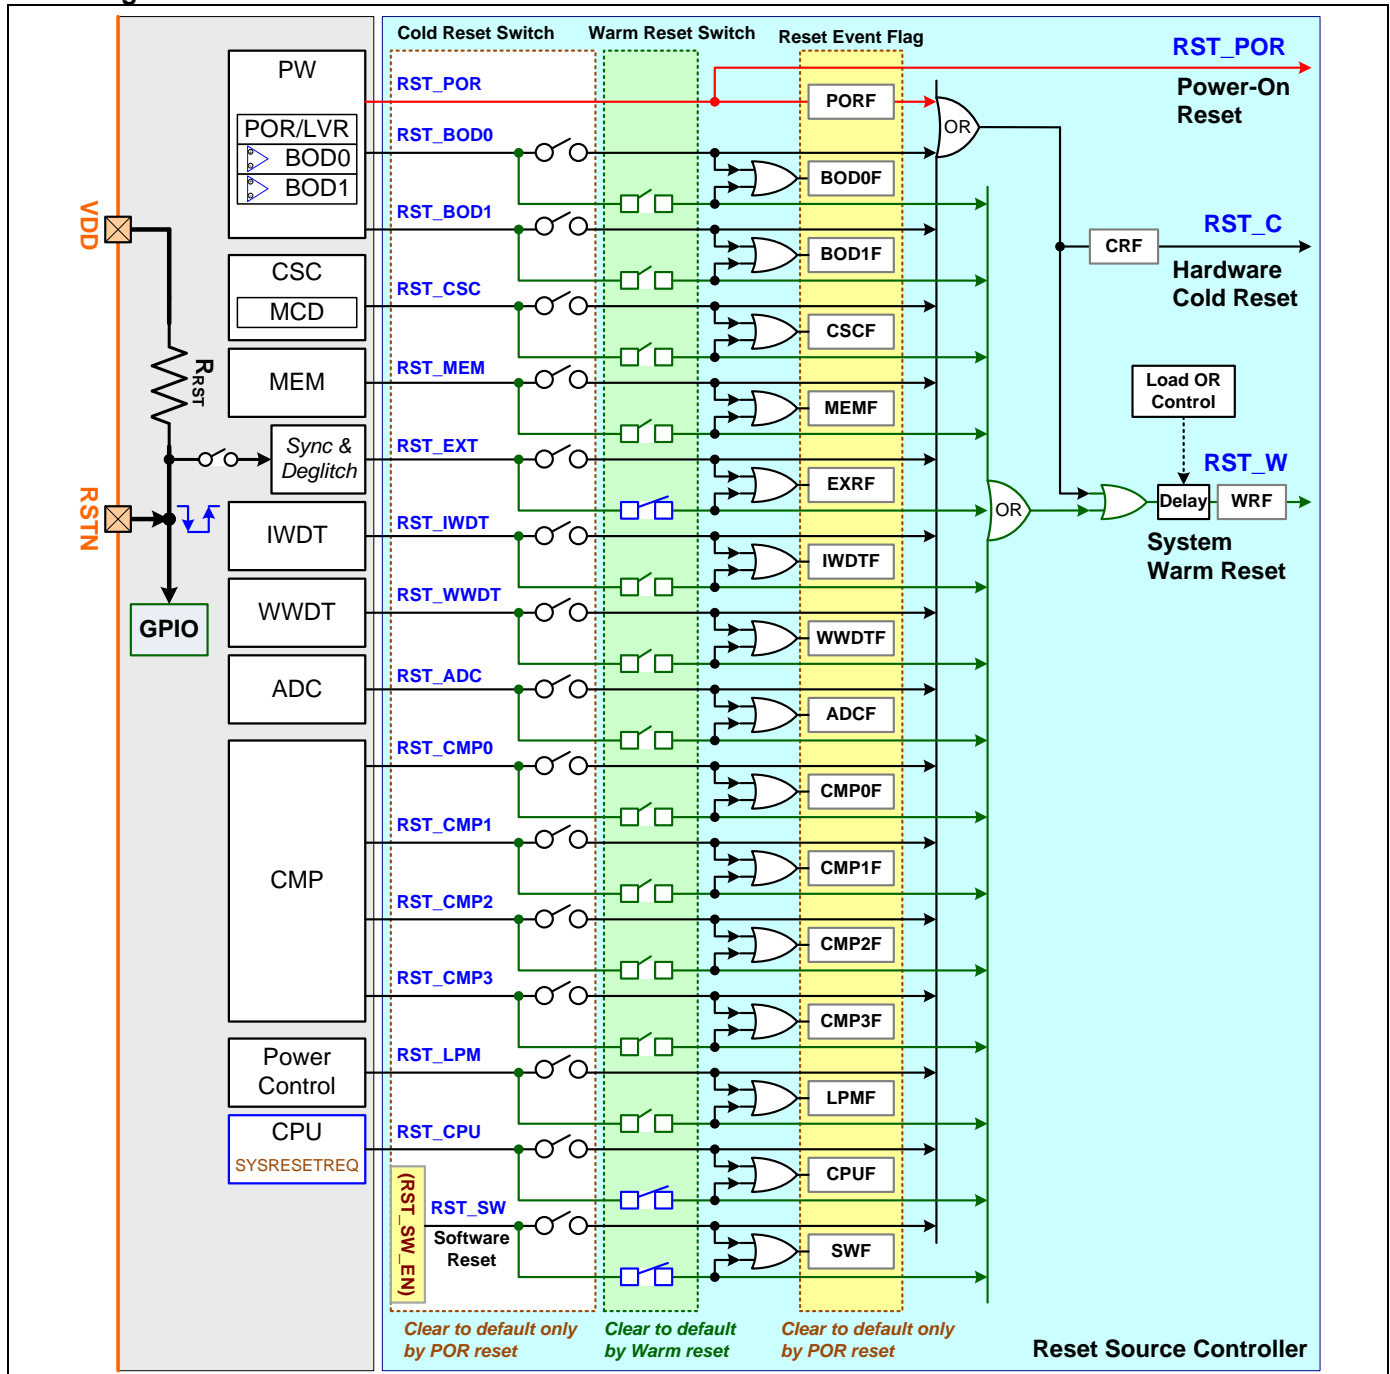 Cold Reset Switch
Warm Reset Switch
Reset Event Flag
RST_POR
Power-On
Reset
PW
POR/LVR
BOD0
BOD1
RST_POR
PORF
OR
RST_BOD0
BOD0F
VDD
RST_BOD1
BOD1F
CRF
RST_C
Hardware
Cold Reset
CSC
MCD
RST_CSC
CSCF
RRST
MEM
RST_MEM
MEMF
Load OR
Control
Sync &
Deglitch
RST_EXT
EXRF
OR
Delay
WRF
RST_W
System
Warm Reset
RSTN
IWDT
RST_IWDT
IWDTF
GPIO
WWDT
RST_WWDT
WWDTF
ADC
RST_ADC
ADCF
CMP
RST_CMP0
CMP0F
RST_CMP1
CMP1F
RST_CMP2
CMP2F
RST_CMP3
CMP3F
Power
Control
RST_LPM
LPMF
CPU
SYSRESETREQ
RST_CPU
CPUF
(RST_SW_EN)
RST_SW
Software
Reset
SWF
Clear to default only
by POR reset
Clear to default
by Warm reset
Clear to default only
by POR reset
Reset Source Controller